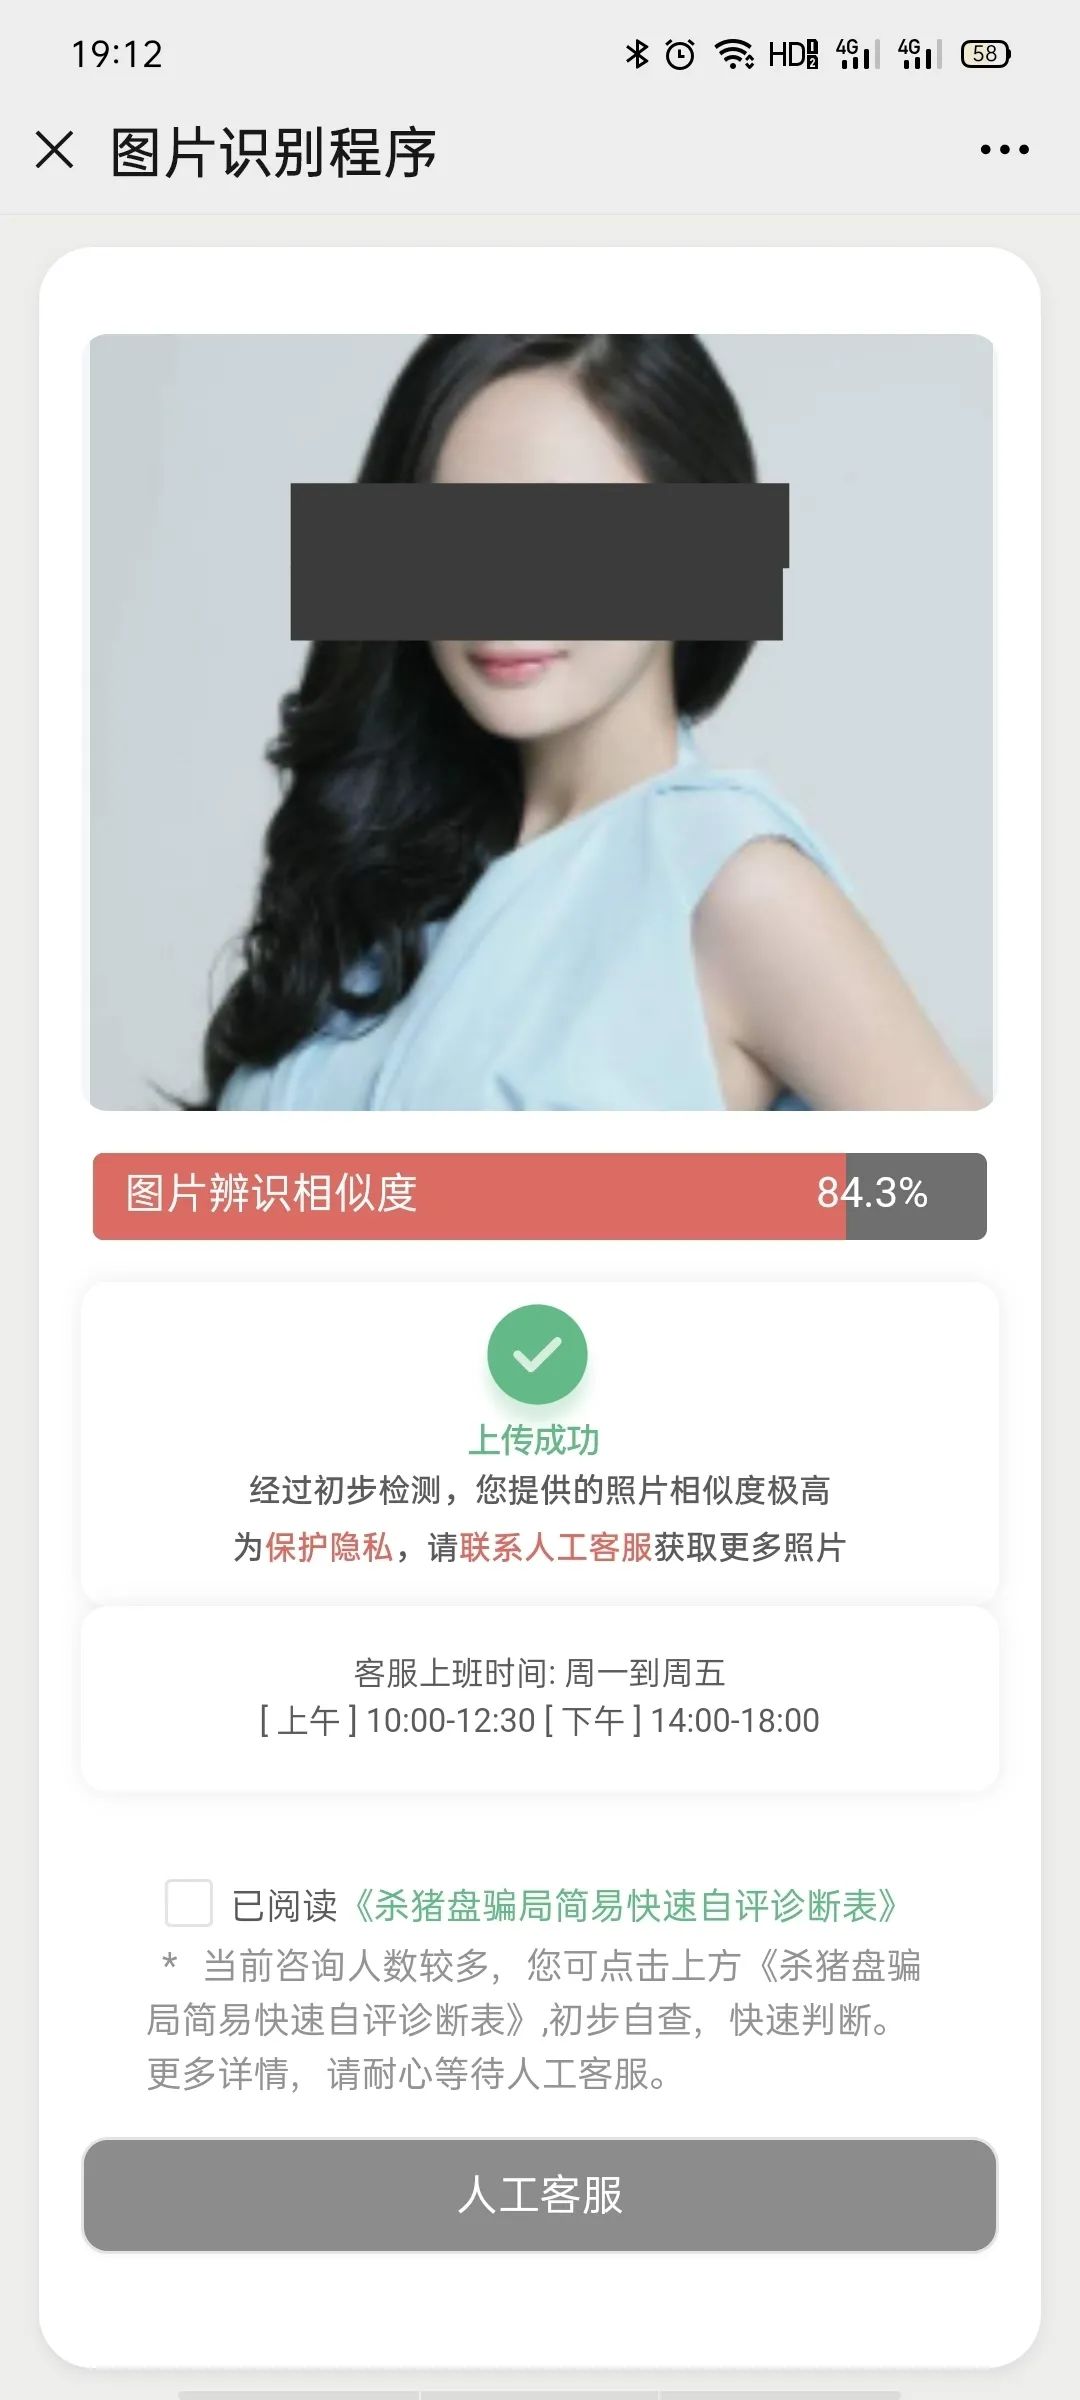 19:12
HD 1 2 4G 4G 58
图片识别程序
图片辨识相似度 84.3%
上传成功
经过初步检测，您提供的照片相似度极高
为保护隐私，请联系人工客服获取更多照片
客服上班时间: 周一到周五
[ 上午 ] 10:00-12:30 [ 下午 ] 14:00-18:00
已阅读《杀猪盘骗局简易快速自评诊断表》
* 当前咨询人数较多，您可点击上方《杀猪盘骗
局简易快速自评诊断表》,初步自查，快速判断。
更多详情，请耐心等待人工客服。
人工客服